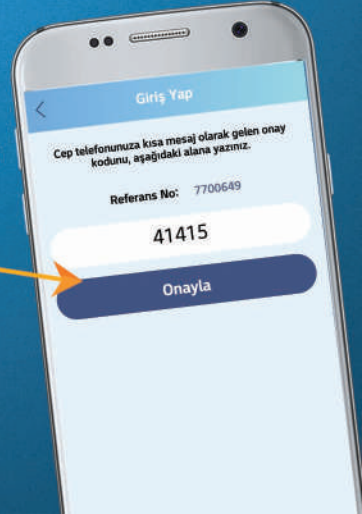 Giriş Yap
Cep telefonunuza kısa mesaj olarak gelen onay
kodunu, aşağıdaki alana yazınız.
Referans No: 7700649
41415
Onayla